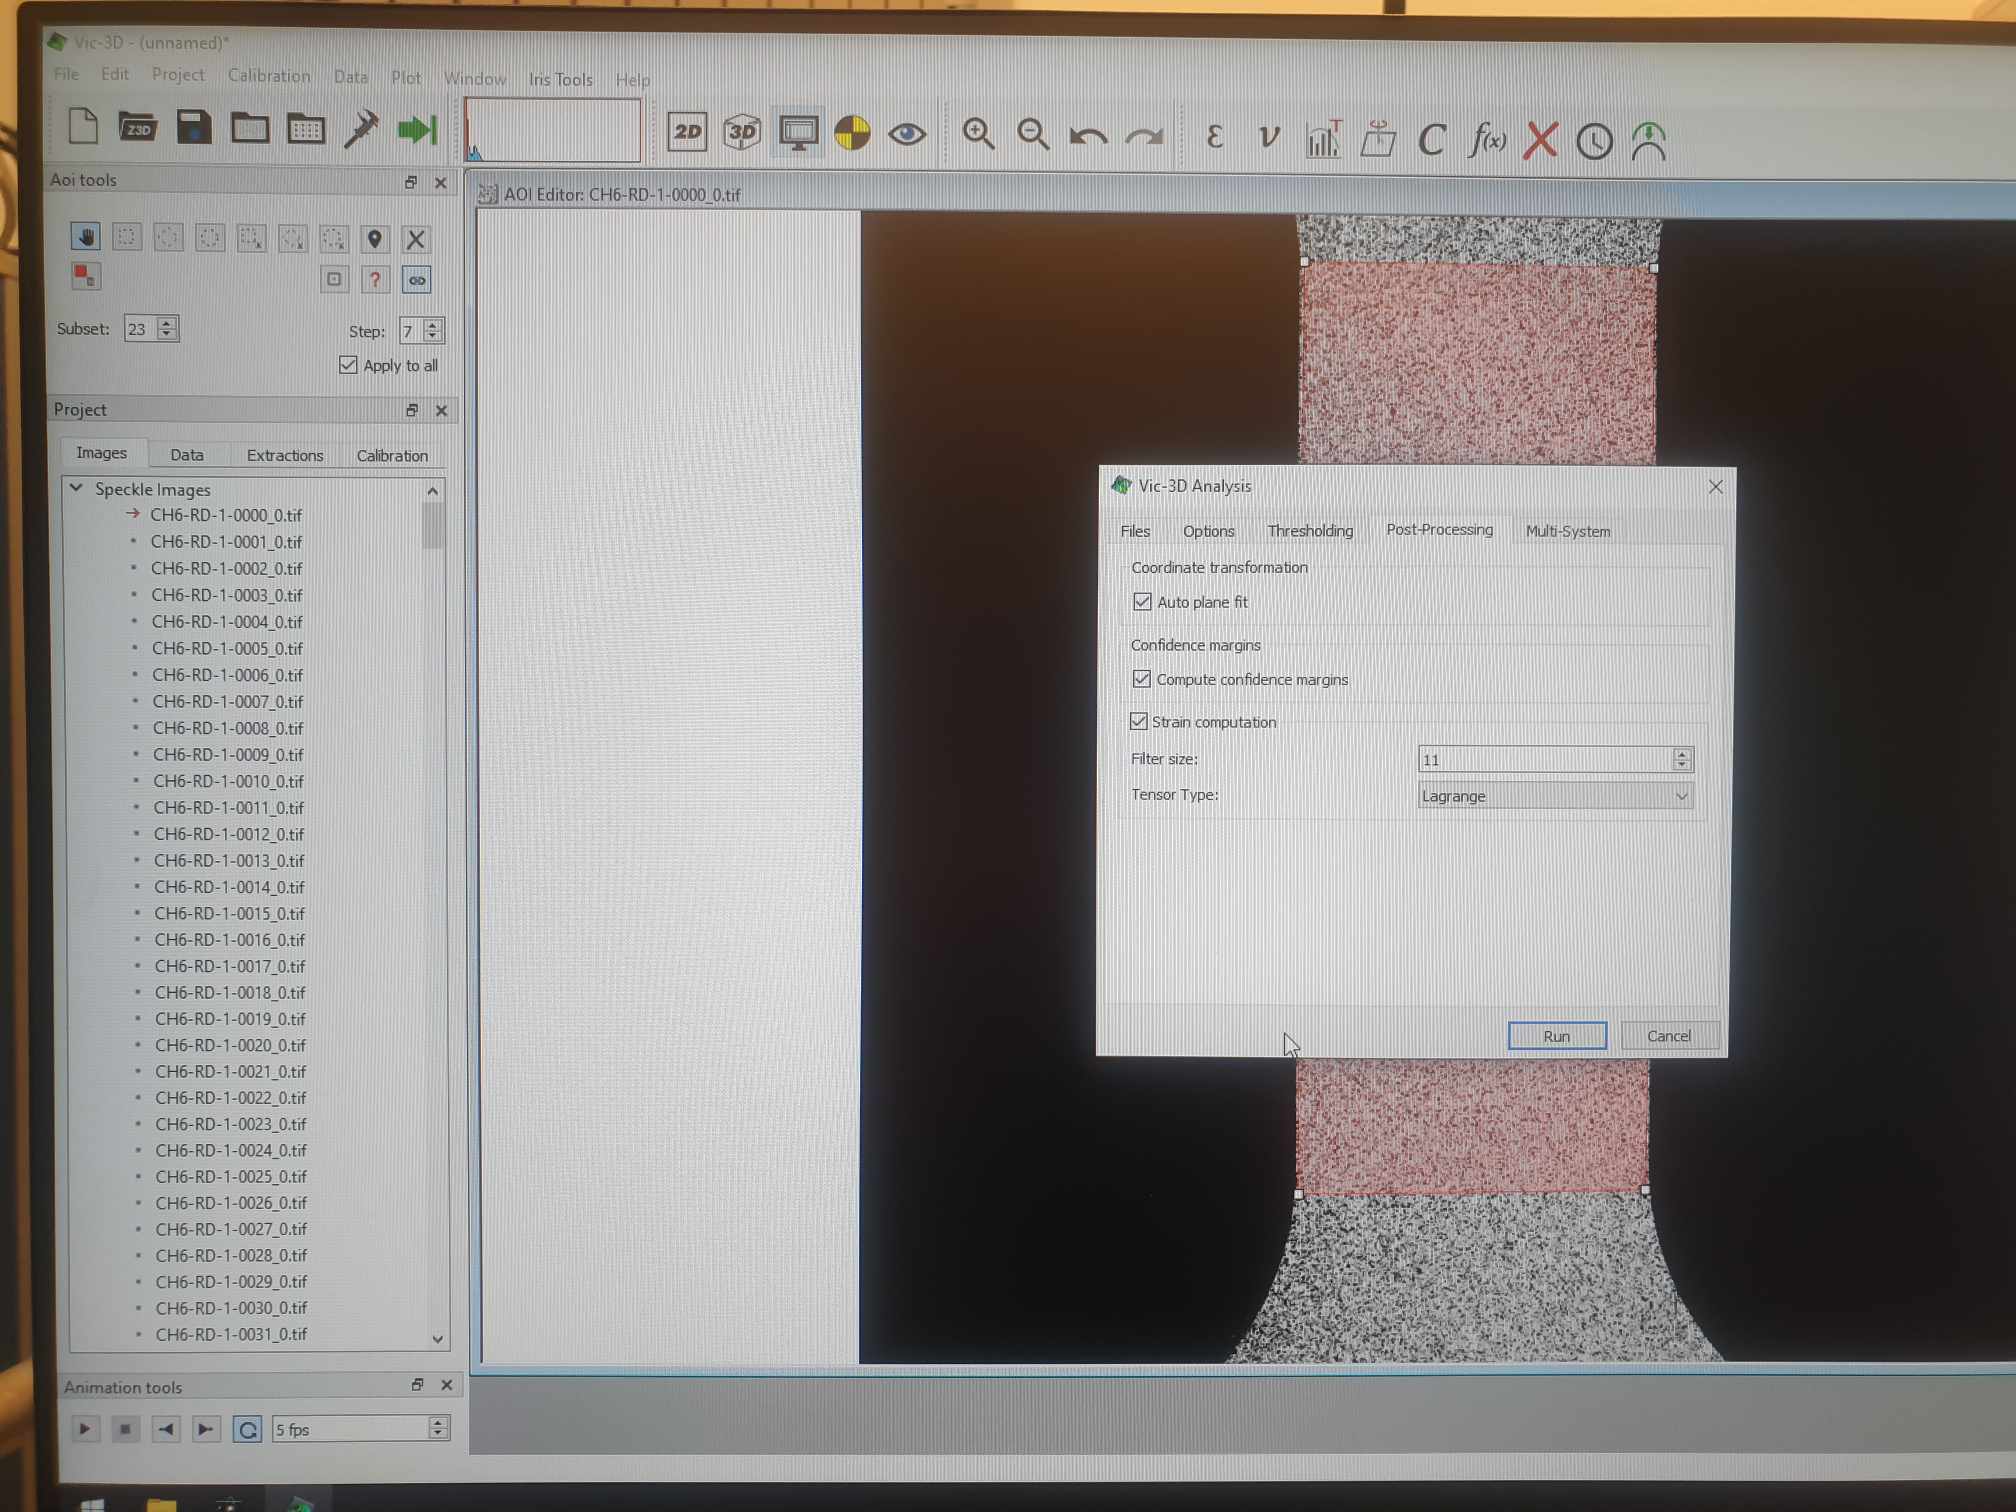 Vic-3D - (unnamed)*
File Edit Project Calibration Data Plot Window Iris Tools Help
Z3D 2D 3D ε ν T C f(x)
Aoi tools
AOI Editor: CH6-RD-1-0000_0.tif
?
Subset: 23 Step: 7
Apply to all
Project
Images Data Extractions Calibration
Speckle Images
CH6-RD-1-0000_0.tif
CH6-RD-1-0001_0.tif
CH6-RD-1-0002_0.tif
CH6-RD-1-0003_0.tif
CH6-RD-1-0004_0.tif
CH6-RD-1-0005_0.tif
CH6-RD-1-0006_0.tif
CH6-RD-1-0007_0.tif
CH6-RD-1-0008_0.tif
CH6-RD-1-0009_0.tif
CH6-RD-1-0010_0.tif
CH6-RD-1-0011_0.tif
CH6-RD-1-0012_0.tif
CH6-RD-1-0013_0.tif
CH6-RD-1-0014_0.tif
CH6-RD-1-0015_0.tif
CH6-RD-1-0016_0.tif
CH6-RD-1-0017_0.tif
CH6-RD-1-0018_0.tif
CH6-RD-1-0019_0.tif
CH6-RD-1-0020_0.tif
CH6-RD-1-0021_0.tif
CH6-RD-1-0022_0.tif
CH6-RD-1-0023_0.tif
CH6-RD-1-0024_0.tif
CH6-RD-1-0025_0.tif
CH6-RD-1-0026_0.tif
CH6-RD-1-0027_0.tif
CH6-RD-1-0028_0.tif
CH6-RD-1-0029_0.tif
CH6-RD-1-0030_0.tif
CH6-RD-1-0031_0.tif
Animation tools
5 fps
Vic-3D Analysis
Files Options Thresholding Post-Processing Multi-System
Coordinate transformation
Auto plane fit
Confidence margins
Compute confidence margins
Strain computation
Filter size: 11
Tensor Type: Lagrange
Run Cancel